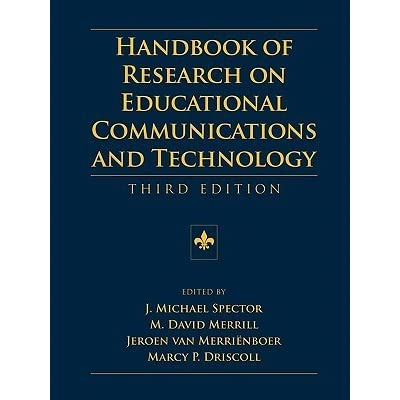 HANDBOOK OF
RESEARCH ON
EDUCATIONAL
COMMUNICATIONS
AND TECHNOLOGY
THIRD EDITION
EDITED BY
J. MICHAEL SPECTOR
M. DAVID MERRILL
JEROEN VAN MERRIËNBOER
MARCY P. DRISCOLL